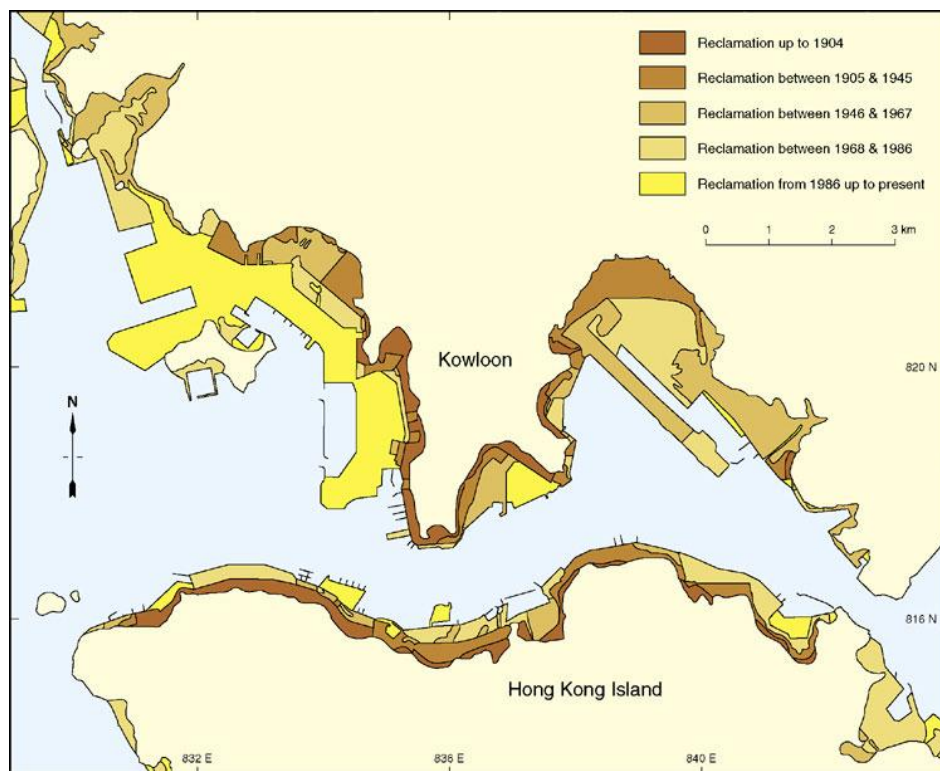 Reclamation up to 1904
Reclamation between 1905 & 1945
Reclamation between 1946 & 1967
Reclamation between 1968 & 1986
Reclamation from 1986 up to present
0 1 2 3 km
Kowloon
820 N
N
816 N
Hong Kong Island
832 E 836 E 840 E